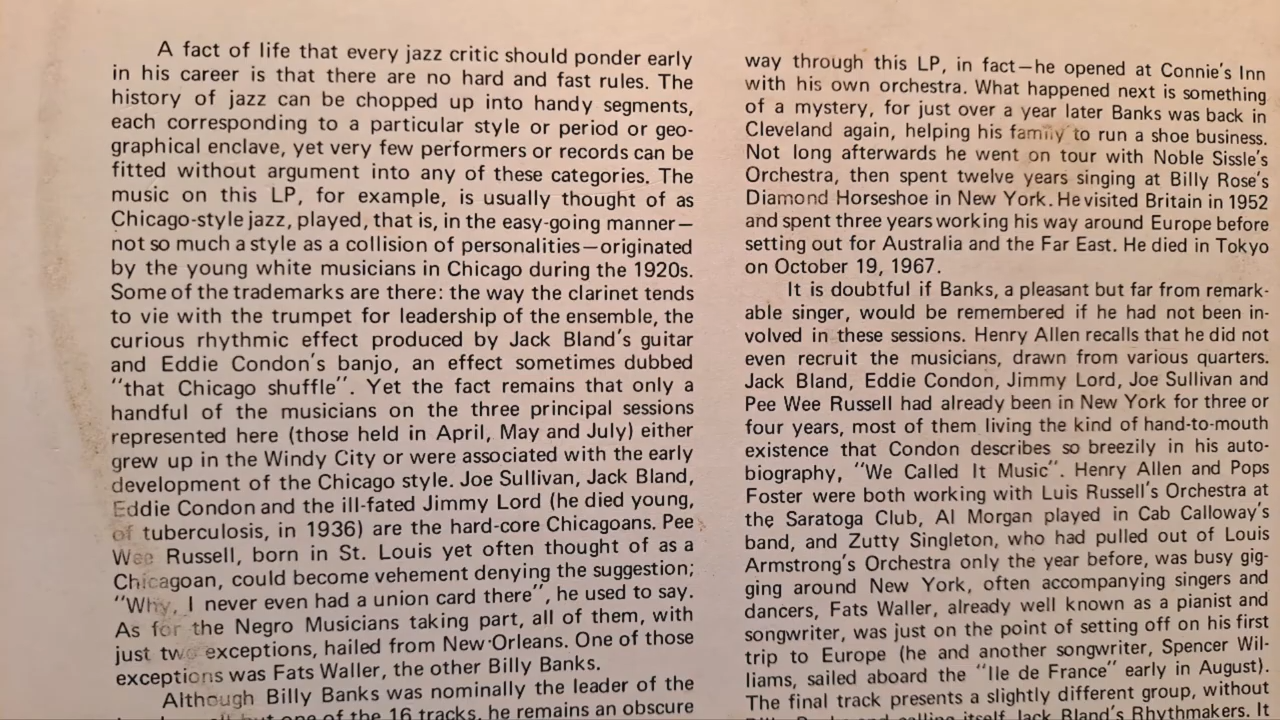 A fact of life that every jazz critic should ponder early
in his career is that there are no hard and fast rules. The
history of jazz can be chopped up into handy segments,
each corresponding to a particular style or period or geo-
graphical enclave, yet very few performers or records can be
fitted without argument into any of these categories. The
music on this LP, for example, is usually thought of as
Chicago-style jazz, played, that is, in the easy-going manner—
not so much a style as a collision of personalities—originated
by the young white musicians in Chicago during the 1920s.
Some of the trademarks are there: the way the clarinet tends
to vie with the trumpet for leadership of the ensemble, the
curious rhythmic effect produced by Jack Bland's guitar
and Eddie Condon's banjo, an effect sometimes dubbed
"that Chicago shuffle". Yet the fact remains that only a
handful of the musicians on the three principal sessions
represented here (those held in April, May and July) either
grew up in the Windy City or were associated with the early
development of the Chicago style. Joe Sullivan, Jack Bland,
Eddie Condon and the ill-fated Jimmy Lord (he died young,
of tuberculosis, in 1936) are the hard-core Chicagoans. Pee
Wee Russell, born in St. Louis yet often thought of as a
Chicagoan, could become vehement denying the suggestion;
"Why, I never even had a union card there", he used to say.
As for the Negro Musicians taking part, all of them, with
just two exceptions, hailed from New Orleans. One of those
exceptions was Fats Waller, the other Billy Banks.
Although Billy Banks was nominally the leader of the
but one of the 16 tracks, he remains an obscure
way through this LP, in fact—he opened at Connie's Inn
with his own orchestra. What happened next is something
of a mystery, for just over a year later Banks was back in
Cleveland again, helping his family to run a shoe business.
Not long afterwards he went on tour with Noble Sissle's
Orchestra, then spent twelve years singing at Billy Rose's
Diamond Horseshoe in New York. He visited Britain in 1952
and spent three years working his way around Europe before
setting out for Australia and the Far East. He died in Tokyo
on October 19, 1967.
It is doubtful if Banks, a pleasant but far from remark-
able singer, would be remembered if he had not been in-
volved in these sessions. Henry Allen recalls that he did not
even recruit the musicians, drawn from various quarters.
Jack Bland, Eddie Condon, Jimmy Lord, Joe Sullivan and
Pee Wee Russell had already been in New York for three or
four years, most of them living the kind of hand-to-mouth
existence that Condon describes so breezily in his auto-
biography, "We Called It Music". Henry Allen and Pops
Foster were both working with Luis Russell's Orchestra at
the Saratoga Club, Al Morgan played in Cab Calloway's
band, and Zutty Singleton, who had pulled out of Louis
Armstrong's Orchestra only the year before, was busy gig-
ging around New York, often accompanying singers and
dancers, Fats Waller, already well known as a pianist and
songwriter, was just on the point of setting off on his first
trip to Europe (he and another songwriter, Spencer Wil-
liams, sailed aboard the "Ile de France" early in August).
The final track presents a slightly different group, without
calling itself Jack Bland's Rhythmakers. It